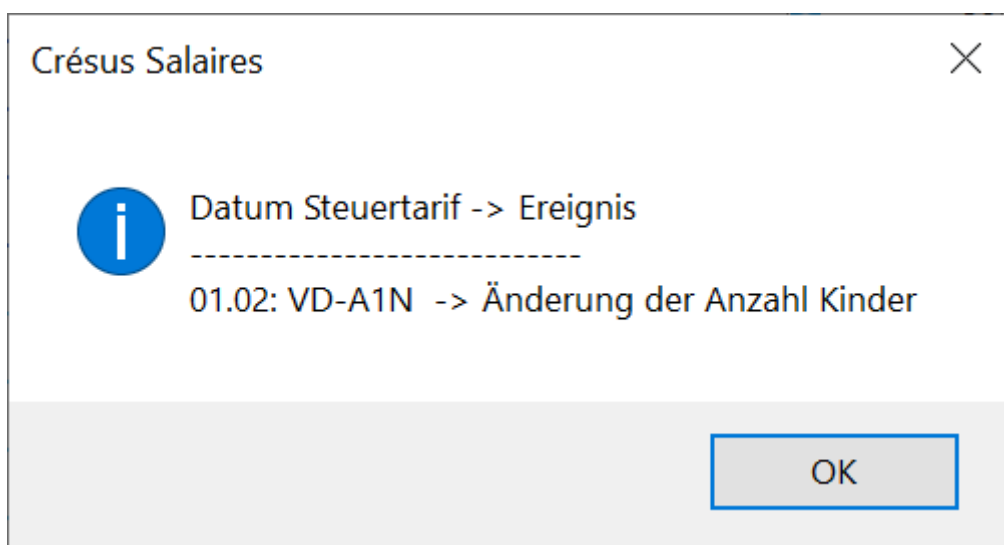 Crésus Salaires
Datum Steuertarif -> Ereignis
----------------------------
01.02: VD-A1N -> Änderung der Anzahl Kinder
OK